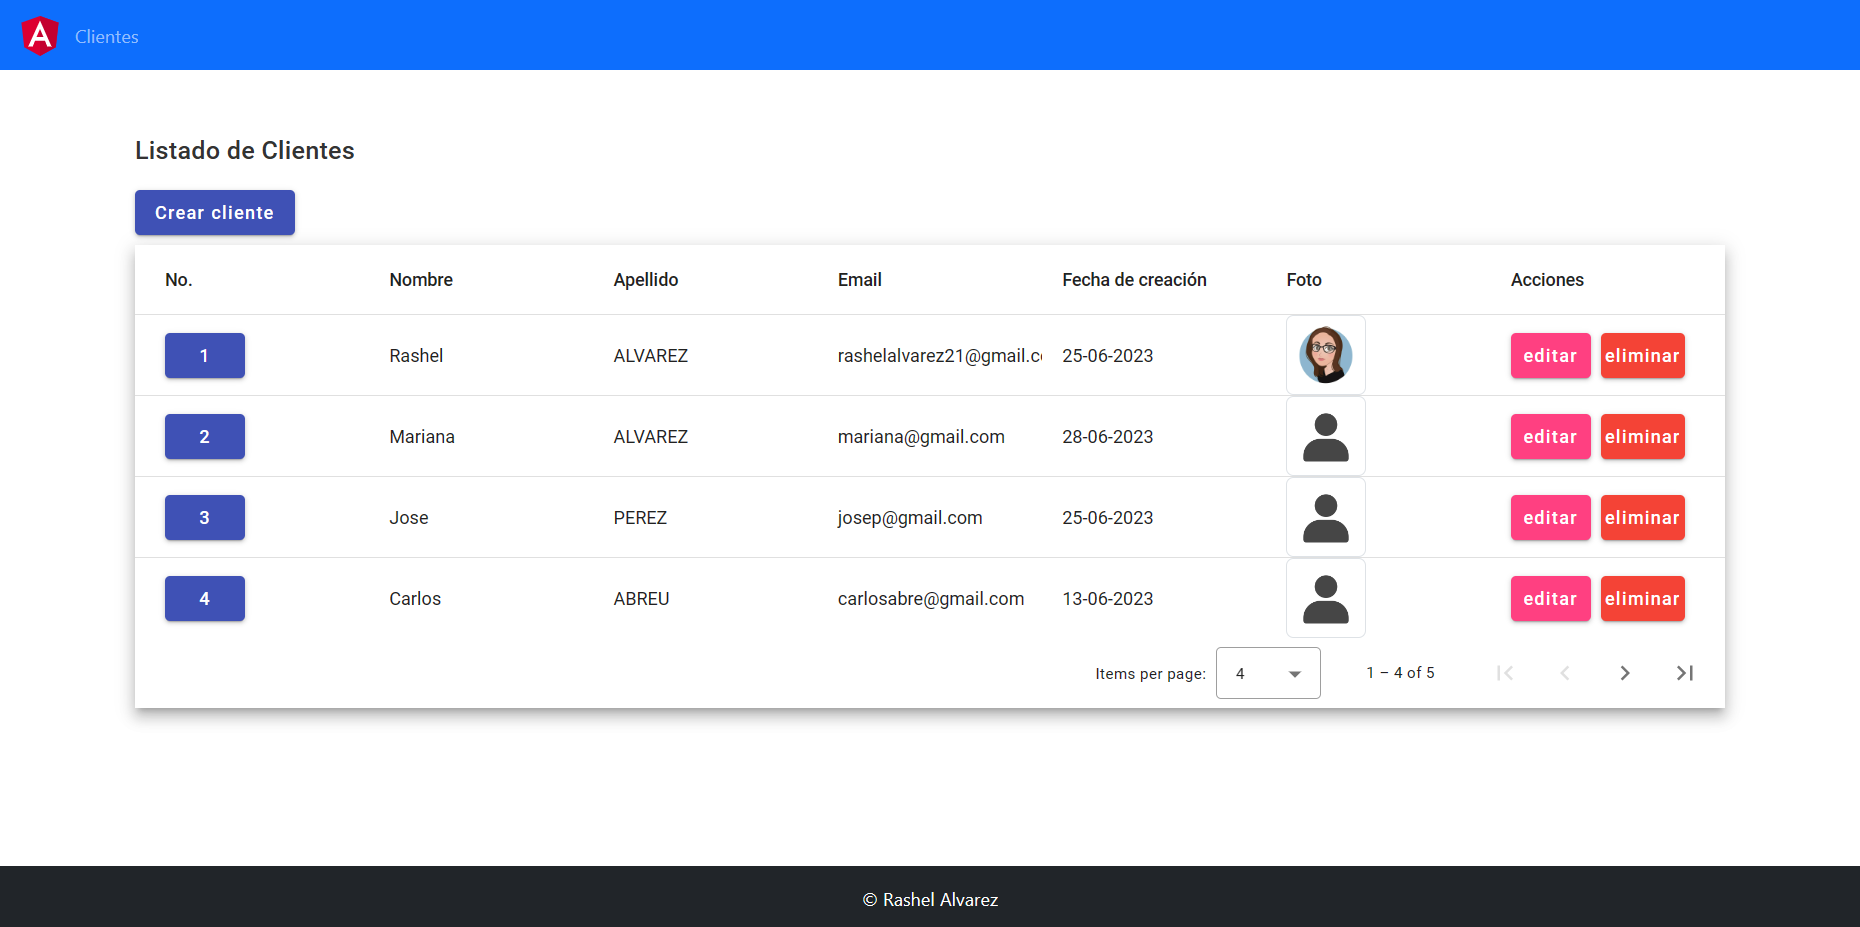 A Clientes
Listado de Clientes
Crear cliente
No. Nombre Apellido Email Fecha de creación Foto Acciones
1 Rashel ALVAREZ rashelalvarez21@gmail.c 25-06-2023 editar eliminar
2 Mariana ALVAREZ mariana@gmail.com 28-06-2023 editar eliminar
3 Jose PEREZ josep@gmail.com 25-06-2023 editar eliminar
4 Carlos ABREU carlosabre@gmail.com 13-06-2023 editar eliminar
Items per page: 4 1 – 4 of 5
© Rashel Alvarez